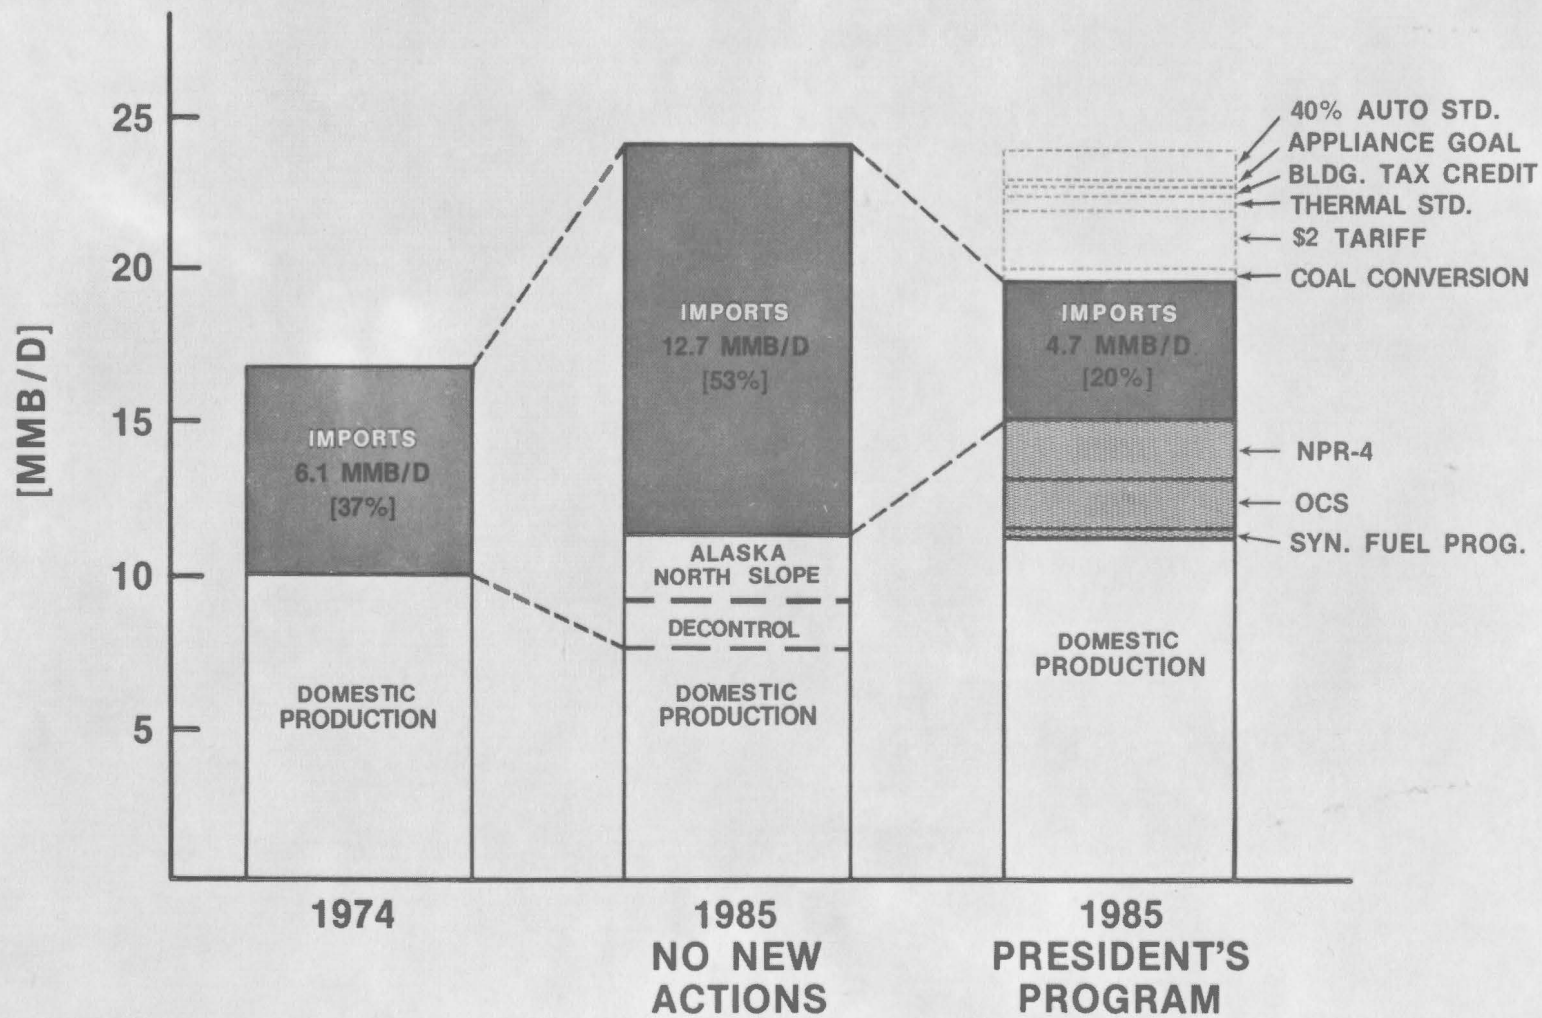 [MMB/D]
25
20
15
10
5
IMPORTS
6.1 MMB/D
[37%]
DOMESTIC
PRODUCTION
1974
IMPORTS
12.7 MMB/D
[53%]
ALASKA
NORTH SLOPE
DECONTROL
DOMESTIC
PRODUCTION
1985
NO NEW
ACTIONS
40% AUTO STD.
APPLIANCE GOAL
BLDG. TAX CREDIT
THERMAL STD.
$2 TARIFF
COAL CONVERSION
IMPORTS
4.7 MMB/D
[20%]
NPR-4
OCS
SYN. FUEL PROG.
DOMESTIC
PRODUCTION
1985
PRESIDENT'S
PROGRAM